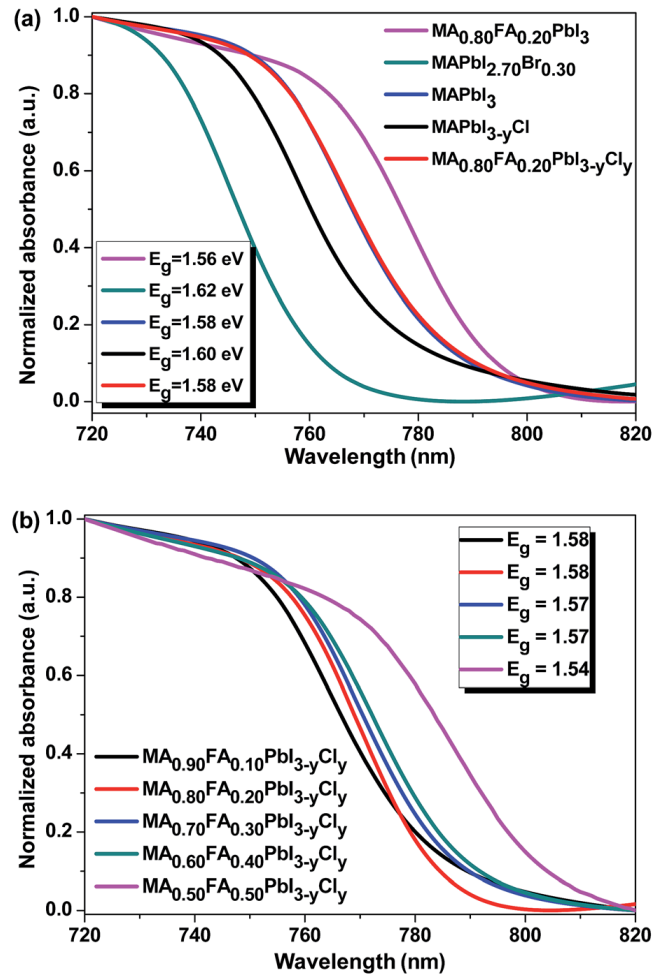 (a)
Normalized absorbance (a.u.)
1.0
0.8
0.6
0.4
0.2
0.0
MA0.80FA0.20PbI3
MAPbI2.70Br0.30
MAPbI3
MAPbI3-yCl
MA0.80FA0.20PbI3-yCly
Eg=1.56 eV
Eg=1.62 eV
Eg=1.58 eV
Eg=1.60 eV
Eg=1.58 eV
720 740 760 780 800 820
Wavelength (nm)
(b)
Normalized absorbance (a.u.)
1.0
0.8
0.6
0.4
0.2
0.0
Eg = 1.58
Eg = 1.58
Eg = 1.57
Eg = 1.57
Eg = 1.54
MA0.90FA0.10PbI3-yCly
MA0.80FA0.20PbI3-yCly
MA0.70FA0.30PbI3-yCly
MA0.60FA0.40PbI3-yCly
MA0.50FA0.50PbI3-yCly
720 740 760 780 800 820
Wavelength (nm)